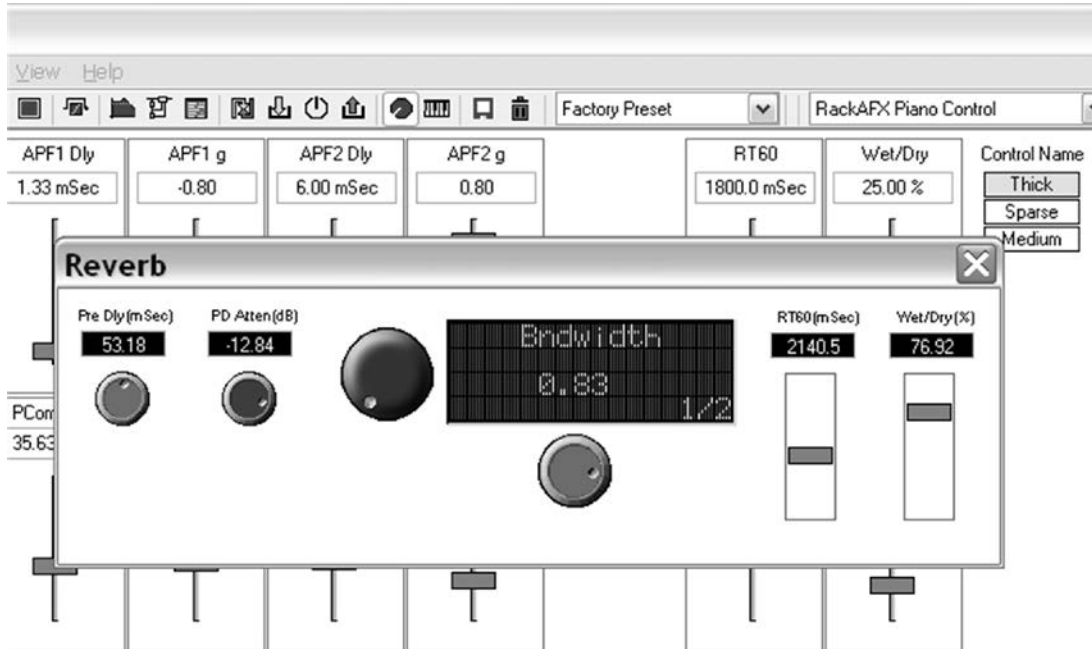 View Help
Factory Preset RackAFX Piano Control
APF1 Dly APF1 g APF2 Dly APF2 g RT60 Wet/Dry Control Name
1.33 mSec -0.80 6.00 mSec 0.80 1800.0 mSec 25.00 % Thick
Sparse
Medium
Reverb
Pre Dly(mSec) PD Atten(dB) Bndwidth RT60(mSec) Wet/Dry(%)
53.18 -12.84 2140.5 76.92
0.83
1/2
PCom
35.63